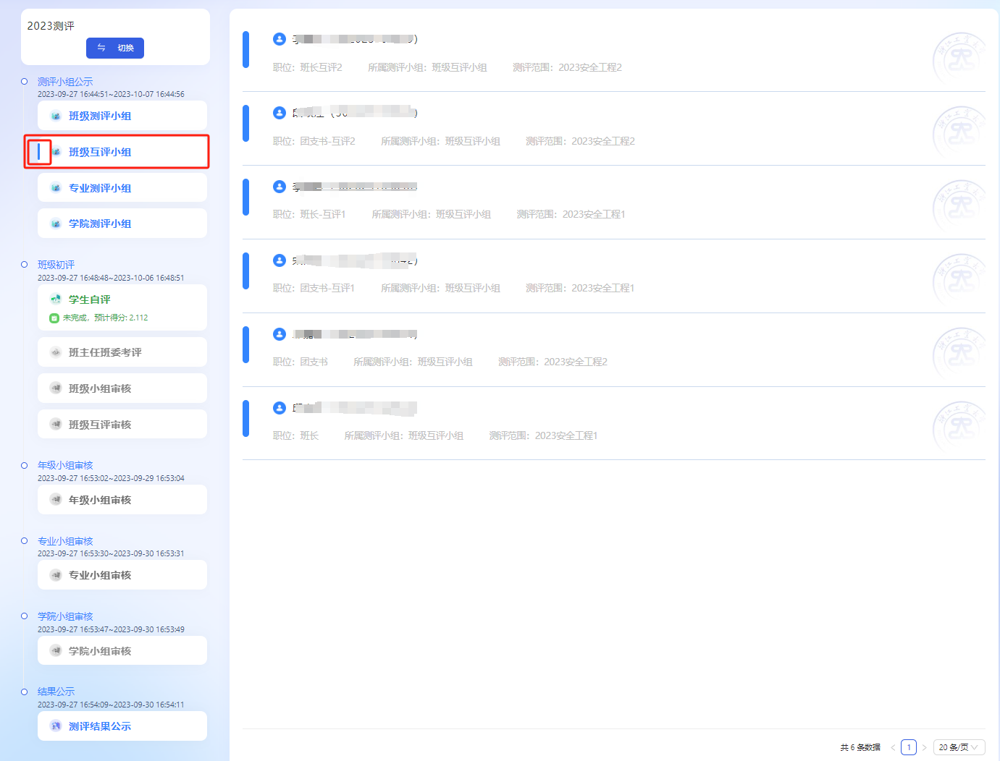 2023测评
切换
测评小组公示
2023-09-27 16:44:51~2023-10-07 16:44:56
班级测评小组
班级互评小组
专业测评小组
学院测评小组
班级初评
2023-09-27 16:48:48~2023-10-06 16:48:51
学生自评
未完成，预计得分: 2.112
班主任班委考评
班级小组审核
班级互评审核
年级小组审核
2023-09-27 16:53:02~2023-09-29 16:53:04
年级小组审核
专业小组审核
2023-09-27 16:53:30~2023-09-30 16:53:31
专业小组审核
学院小组审核
2023-09-27 16:53:47~2023-09-30 16:53:49
学院小组审核
结果公示
2023-09-27 16:54:09~2023-09-30 16:54:11
测评结果公示
职位：班长互评2 所属测评小组：班级互评小组 测评范围：2023安全工程2
职位：团支书-互评2 所属测评小组：班级互评小组 测评范围：2023安全工程2
职位：班长-互评1 所属测评小组：班级互评小组 测评范围：2023安全工程1
职位：团支书-互评1 所属测评小组：班级互评小组 测评范围：2023安全工程1
职位：团支书 所属测评小组：班级互评小组 测评范围：2023安全工程2
职位：班长 所属测评小组：班级互评小组 测评范围：2023安全工程1
共 6 条数据 < 1 > 20 条/页